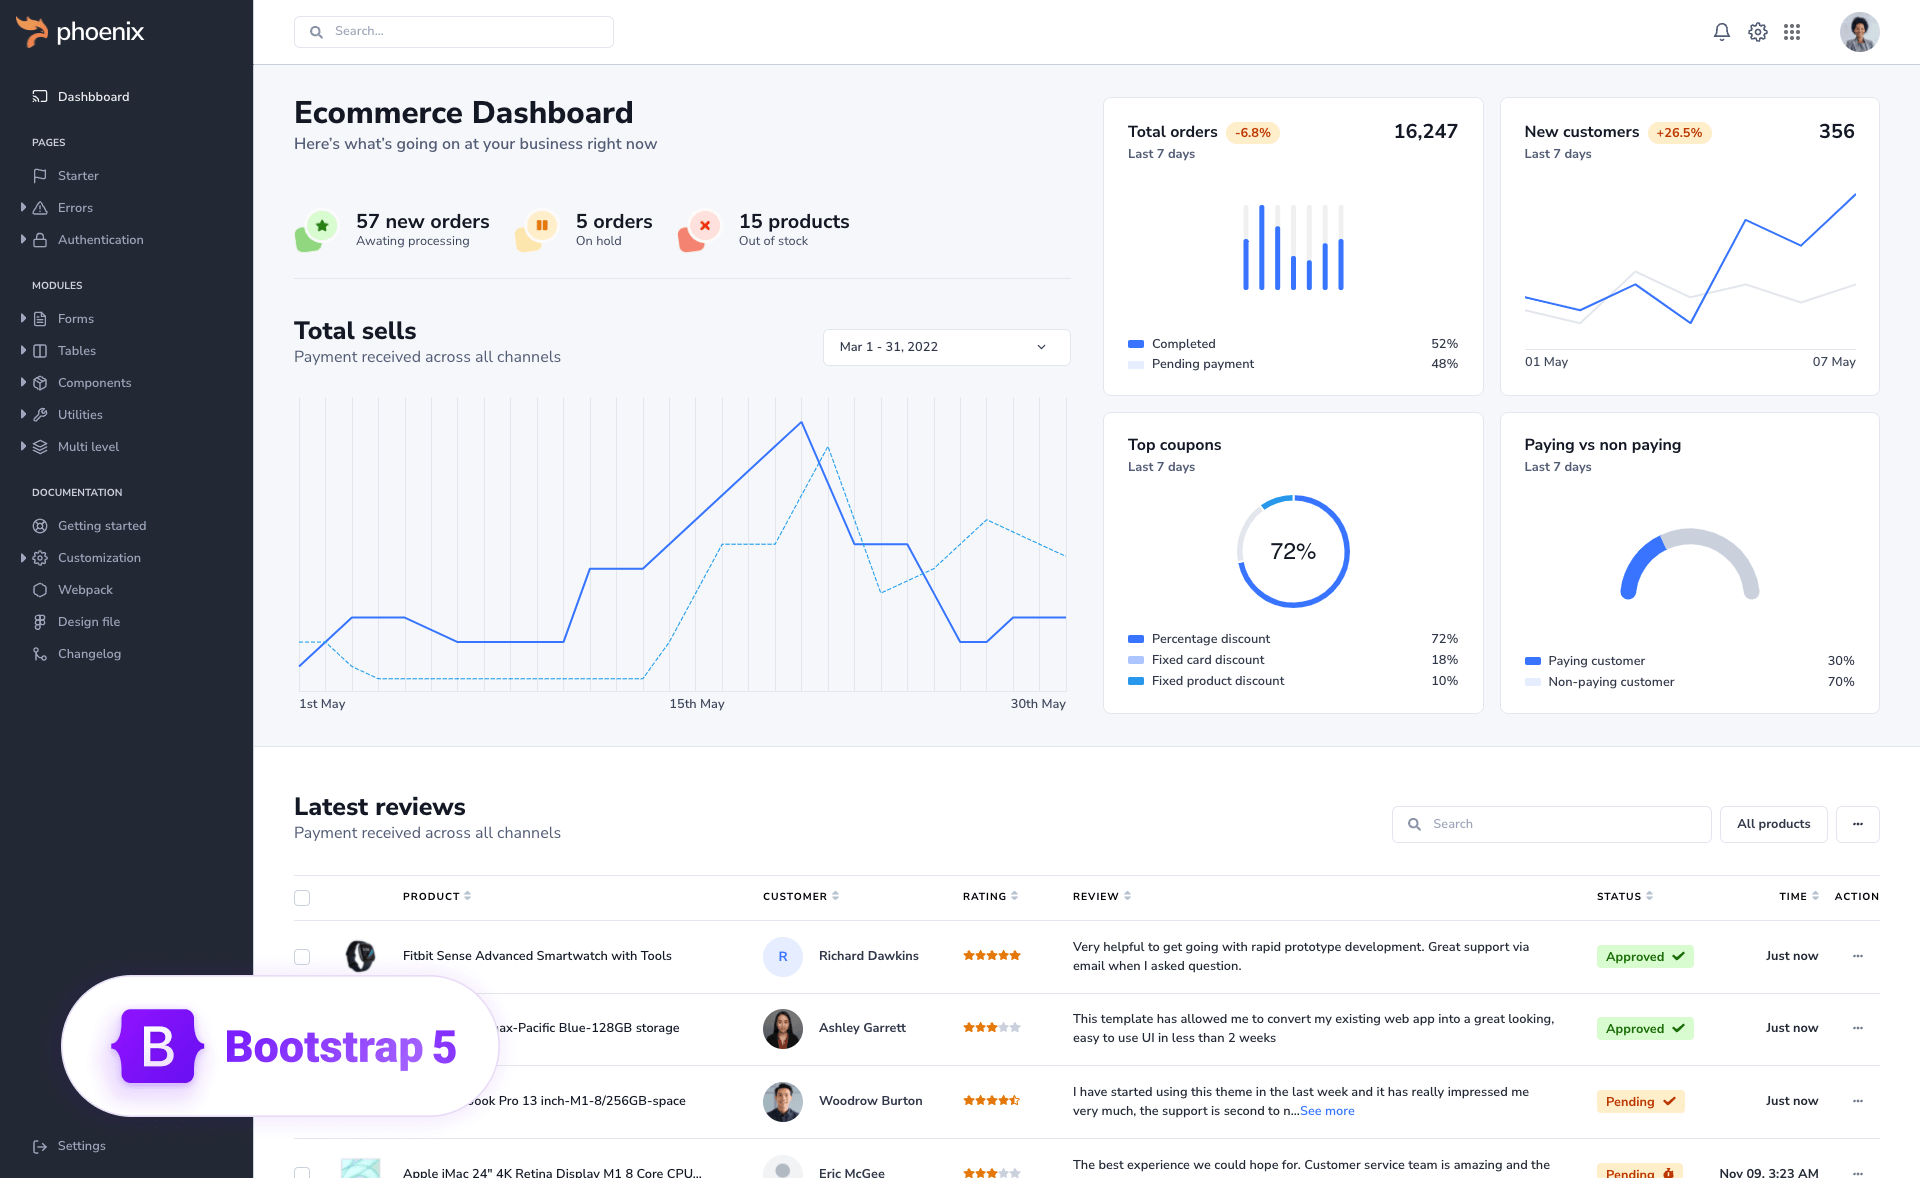 phoenix
Search...
Dashbboard
PAGES
Starter
Errors
Authentication
MODULES
Forms
Tables
Components
Utilities
Multi level
DOCUMENTATION
Getting started
Customization
Webpack
Design file
Changelog
Settings
Ecommerce Dashboard
Here's what's going on at your business right now
57 new orders
Awating processing
5 orders
On hold
15 products
Out of stock
Total sells
Payment received across all channels
Mar 1 - 31, 2022
1st May 15th May 30th May
Total orders -6.8% 16,247
Last 7 days
Completed 52%
Pending payment 48%
New customers +26.5% 356
Last 7 days
01 May 07 May
Top coupons
Last 7 days
72%
Percentage discount 72%
Fixed card discount 18%
Fixed product discount 10%
Paying vs non paying
Last 7 days
Paying customer 30%
Non-paying customer 70%
Latest reviews
Payment received across all channels
Search
All products
PRODUCT CUSTOMER RATING REVIEW STATUS TIME ACTION
Fitbit Sense Advanced Smartwatch with Tools
R
Richard Dawkins
Very helpful to get going with rapid prototype development. Great support via
email when I asked question.
Approved
Just now
-Pacific Blue-128GB storage
Ashley Garrett
This template has allowed me to convert my existing web app into a great looking,
easy to use UI in less than 2 weeks
Approved
Just now
Pro 13 inch-M1-8/256GB-space
Woodrow Burton
I have started using this theme in the last week and it has really impressed me
very much, the support is second to n...See more
Pending
Just now
Apple iMac 24" 4K Retina Display M1 8 Core CPU...
Eric McGee
The best experience we could hope for. Customer service team is amazing and the
Pending
Nov 09, 3:23 AM
B
Bootstrap 5